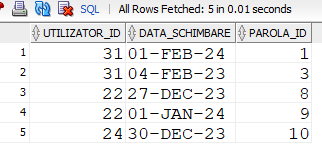 SQL | All Rows Fetched: 5 in 0.01 seconds
UTILIZATOR_ID DATA_SCHIMBARE PAROLA_ID
1 31 01-FEB-24 1
2 31 04-FEB-23 3
3 22 27-DEC-23 8
4 22 01-JAN-24 9
5 24 30-DEC-23 10